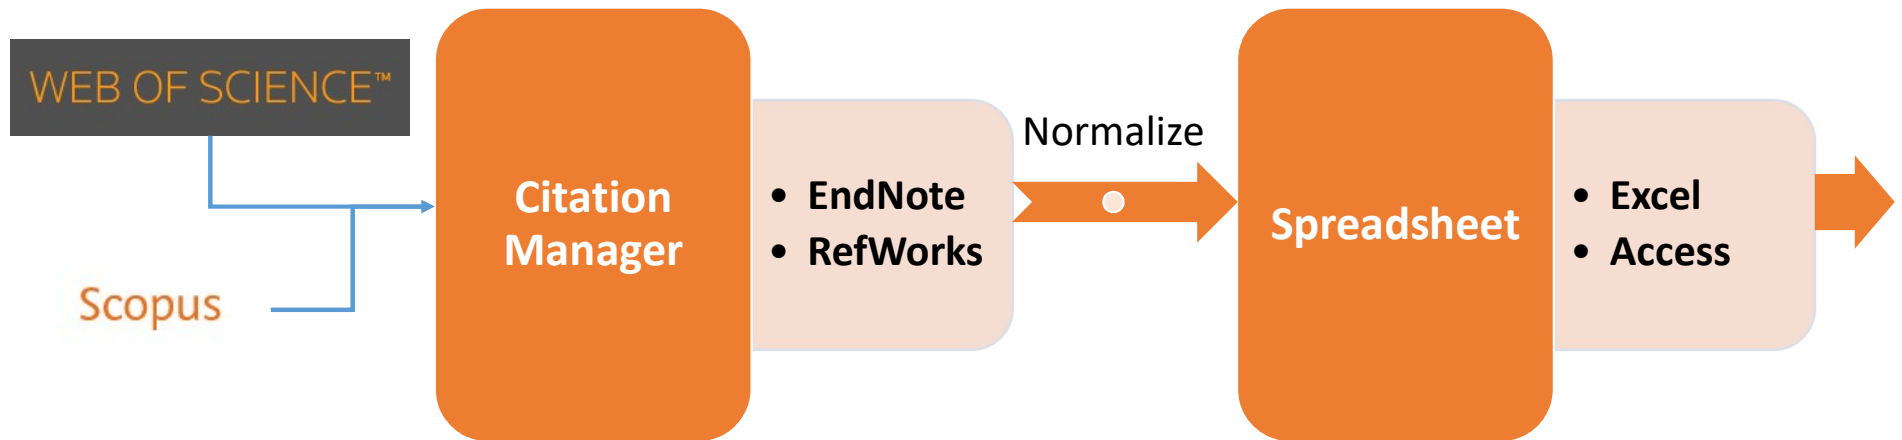 WEB OF SCIENCE™
Scopus
Citation
Manager
• EndNote
• RefWorks
Normalize
Spreadsheet
• Excel
• Access